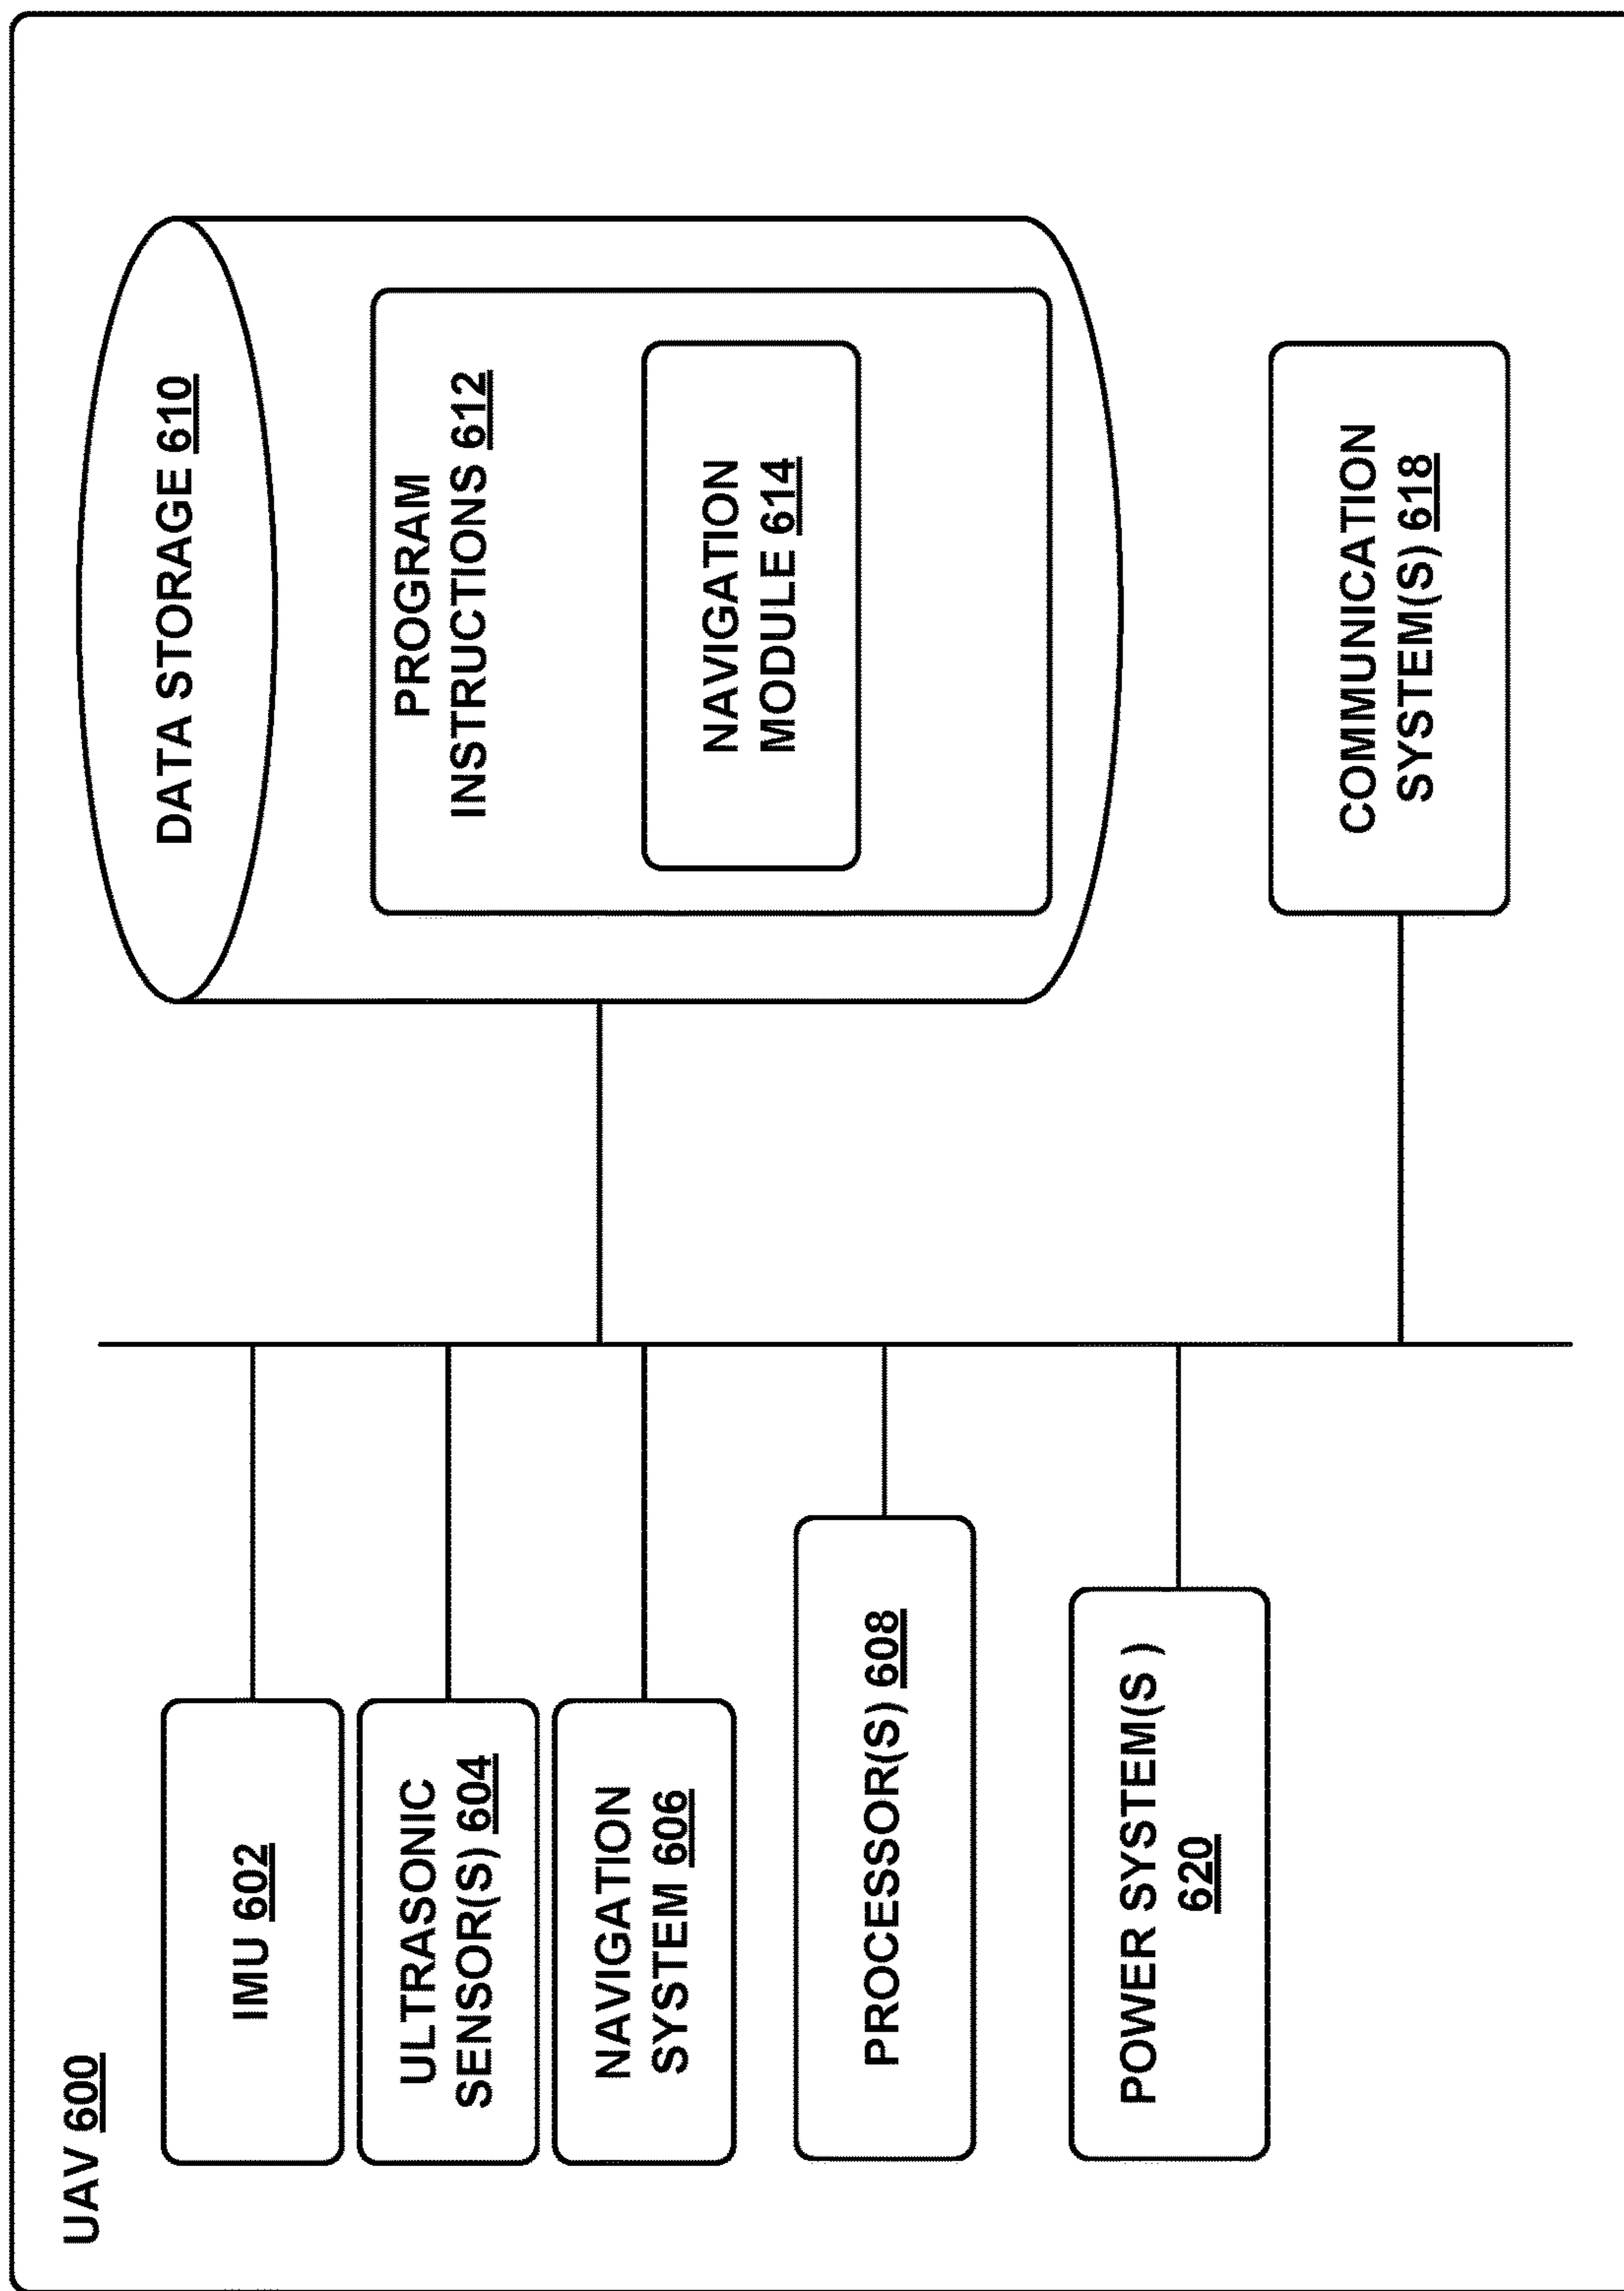 UAV 600
IMU 602
ULTRASONIC
SENSOR(S) 604
NAVIGATION
SYSTEM 606
PROCESSOR(S) 608
POWER SYSTEM(S )
620
DATA STORAGE 610
PROGRAM
INSTRUCTIONS 612
NAVIGATION
MODULE 614
COMMUNICATION
SYSTEM(S) 618